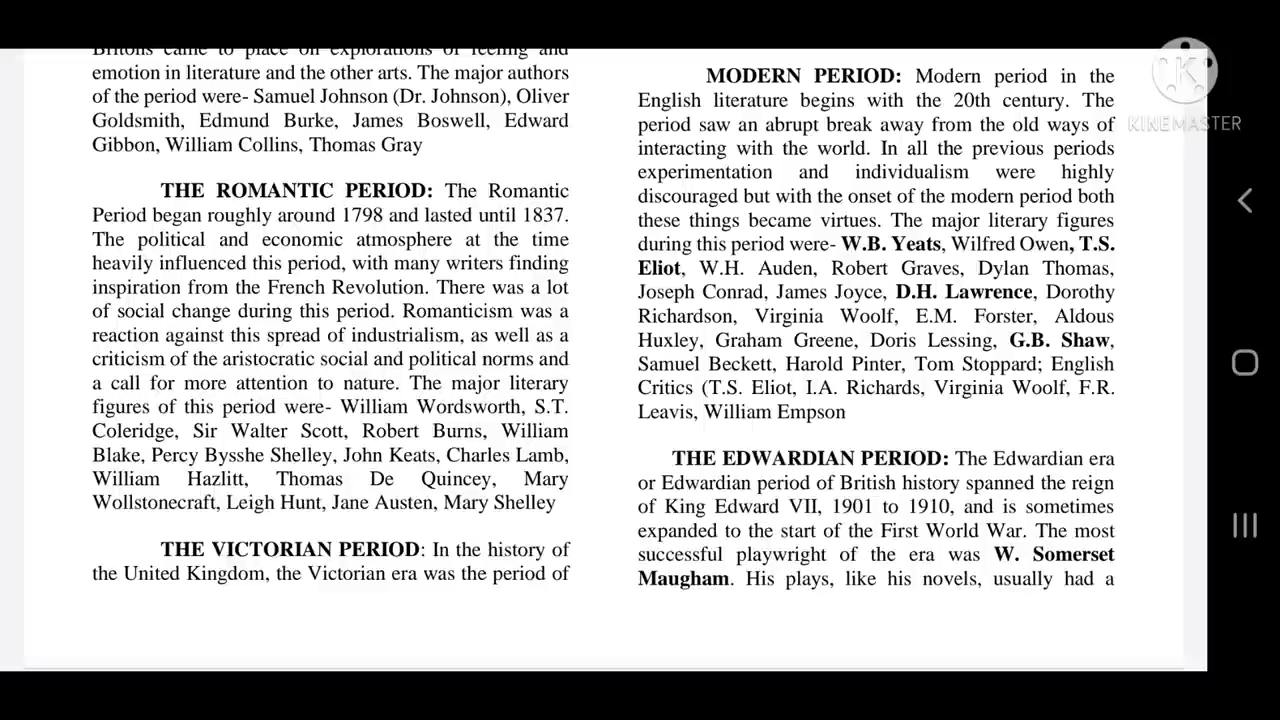 Britons came to place on explorations of feeling and
emotion in literature and the other arts. The major authors
of the period were- Samuel Johnson (Dr. Johnson), Oliver
Goldsmith, Edmund Burke, James Boswell, Edward
Gibbon, William Collins, Thomas Gray
THE ROMANTIC PERIOD: The Romantic
Period began roughly around 1798 and lasted until 1837.
The political and economic atmosphere at the time
heavily influenced this period, with many writers finding
inspiration from the French Revolution. There was a lot
of social change during this period. Romanticism was a
reaction against this spread of industrialism, as well as a
criticism of the aristocratic social and political norms and
a call for more attention to nature. The major literary
figures of this period were- William Wordsworth, S.T.
Coleridge, Sir Walter Scott, Robert Burns, William
Blake, Percy Bysshe Shelley, John Keats, Charles Lamb,
William Hazlitt, Thomas De Quincey, Mary
Wollstonecraft, Leigh Hunt, Jane Austen, Mary Shelley
THE VICTORIAN PERIOD: In the history of
the United Kingdom, the Victorian era was the period of
MODERN PERIOD: Modern period in the
English literature begins with the 20th century. The
period saw an abrupt break away from the old ways of
interacting with the world. In all the previous periods
experimentation and individualism were highly
discouraged but with the onset of the modern period both
these things became virtues. The major literary figures
during this period were- W.B. Yeats, Wilfred Owen, T.S.
Eliot, W.H. Auden, Robert Graves, Dylan Thomas,
Joseph Conrad, James Joyce, D.H. Lawrence, Dorothy
Richardson, Virginia Woolf, E.M. Forster, Aldous
Huxley, Graham Greene, Doris Lessing, G.B. Shaw,
Samuel Beckett, Harold Pinter, Tom Stoppard; English
Critics (T.S. Eliot, I.A. Richards, Virginia Woolf, F.R.
Leavis, William Empson
THE EDWARDIAN PERIOD: The Edwardian era
or Edwardian period of British history spanned the reign
of King Edward VII, 1901 to 1910, and is sometimes
expanded to the start of the First World War. The most
successful playwright of the era was W. Somerset
Maugham. His plays, like his novels, usually had a
K
KINEMASTER